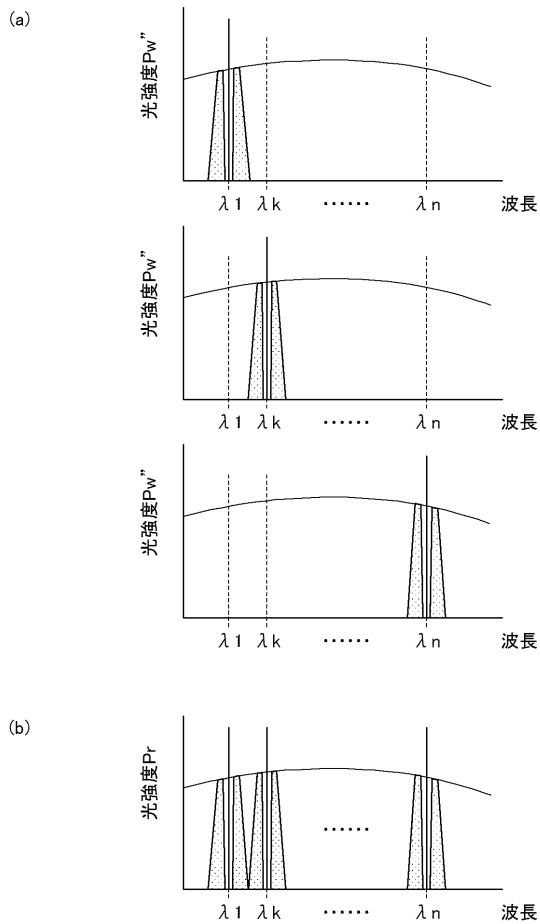 (a)
光強度Pw”
λ1 λk ・・・・・・ λn 波長
光強度Pw”
λ1 λk ・・・・・・ λn 波長
光強度Pw”
λ1 λk ・・・・・・ λn 波長
(b)
光強度Pr
・・・・・・
λ1 λk λn 波長